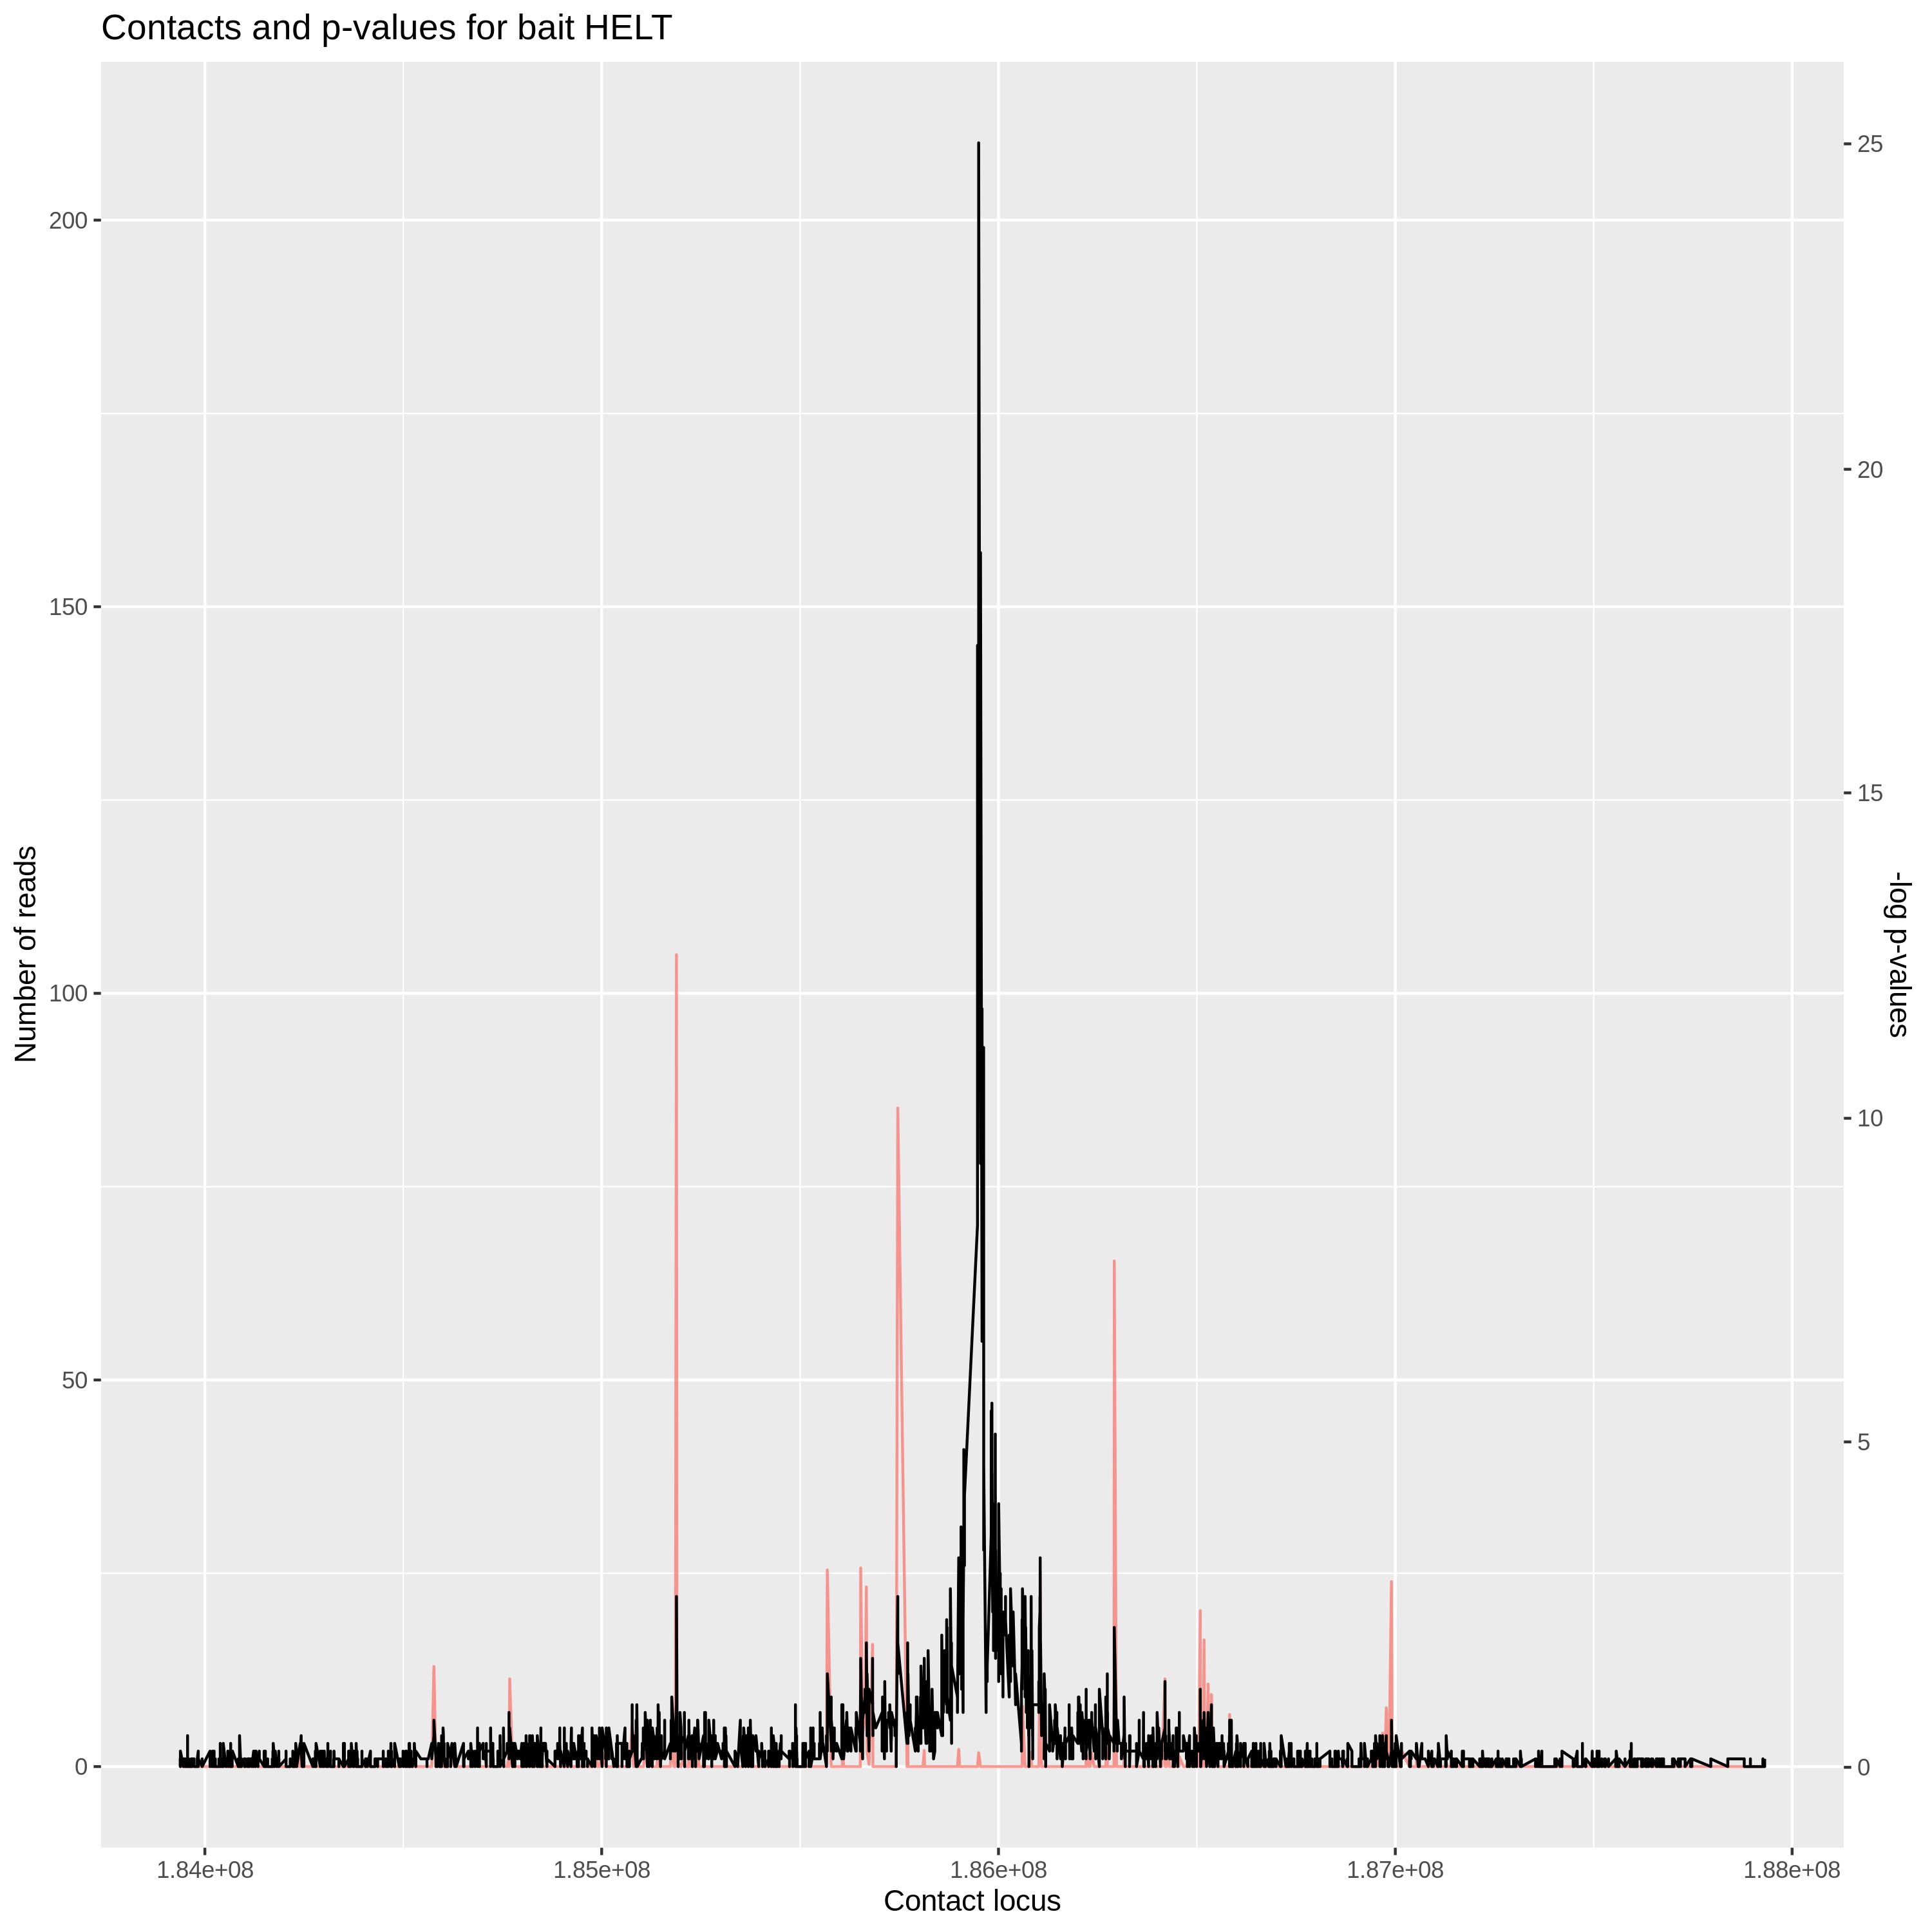 Contacts and p-values for bait HELT
200
150
100
50
0
Number of reads
25
20
15
10
5
0
-log p-values
1.84e+08
1.85e+08
1.86e+08
1.87e+08
1.88e+08
Contact locus